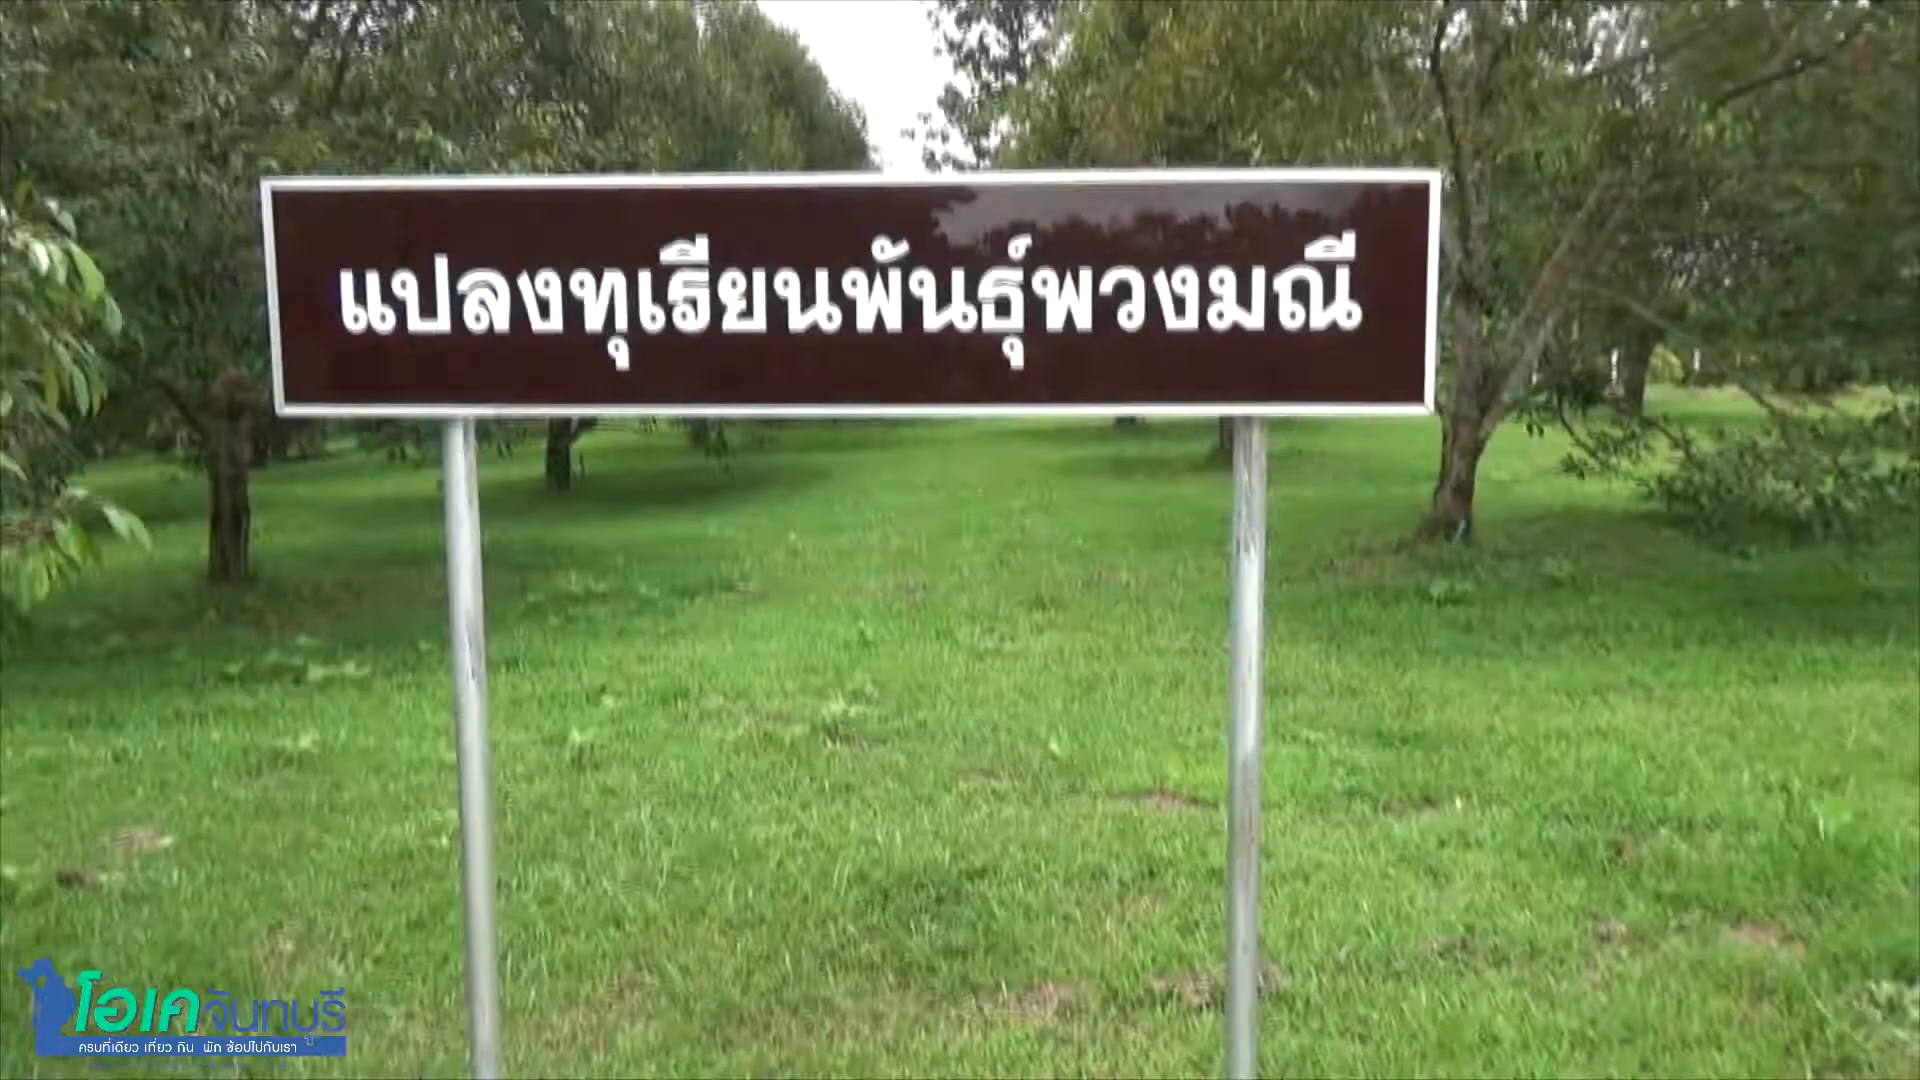 แปลงทุเรียนพันธุ์พวงมณี
โอเคจันทบุรี
ครบที่เดียว เที่ยว กิน พัก ช้อปไปกับเรา